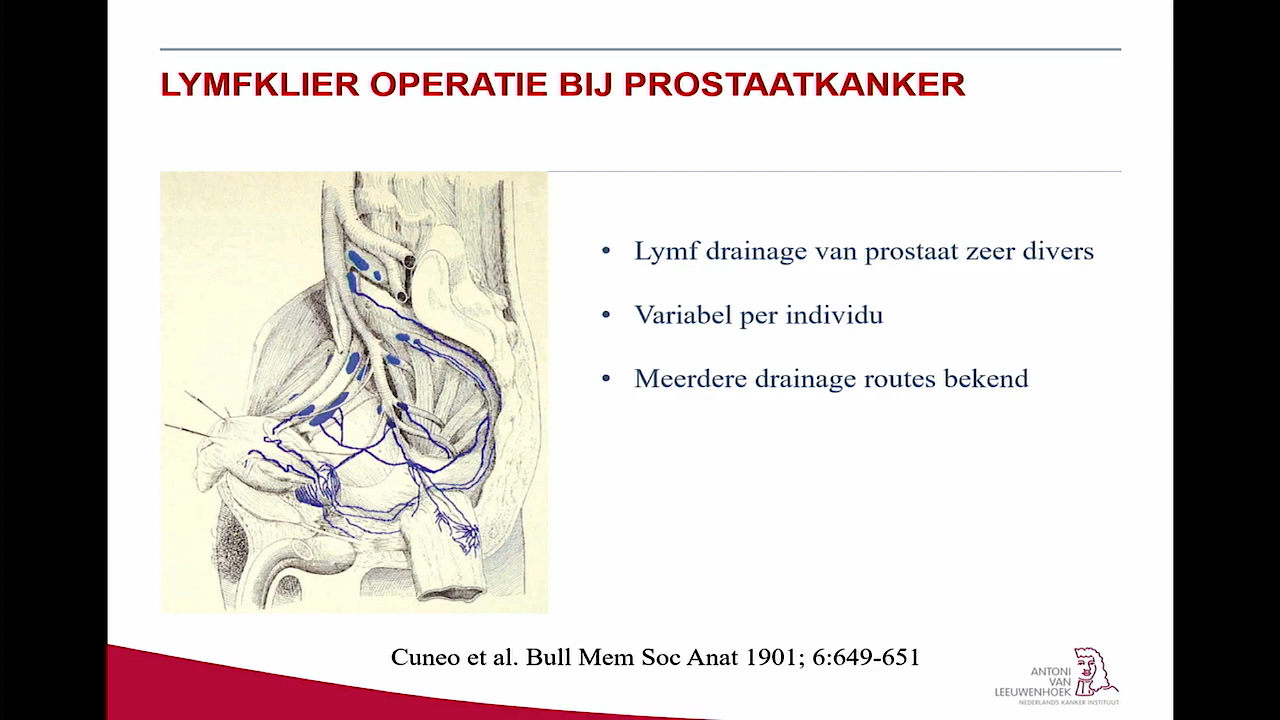 LYMFKLIER OPERATIE BIJ PROSTAATKANKER
• Lymf drainage van prostaat zeer divers
• Variabel per individu
• Meerdere drainage routes bekend
Cuneo et al. Bull Mem Soc Anat 1901; 6:649-651
ANTONI
VAN
LEEUWENHOEK
NEDERLANDS KANKER INSTITUUT